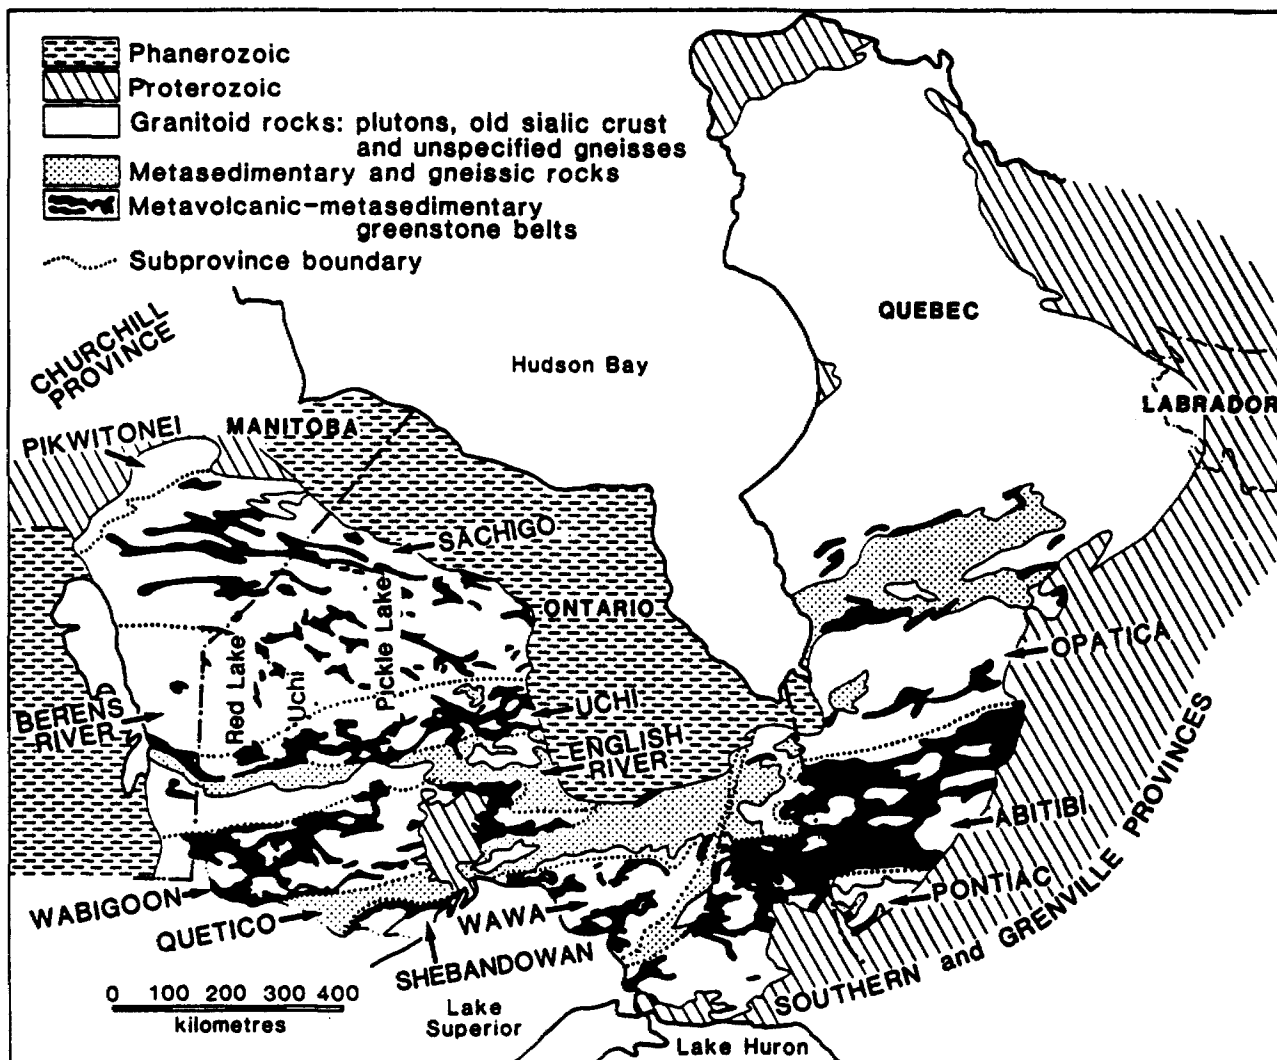 Phanerozoic
Proterozoic
Granitoid rocks: plutons, old sialic crust
and unspecified gneisses
Metasedimentary and gneissic rocks
Metavolcanic-metasedimentary
greenstone belts
Subprovince boundary
CHURCHILL
PROVINCE
QUEBEC
Hudson Bay
LABRADOR
PIKWITONEI
MANITOBA
SACHIGO
ONTARIO
Red Lake
Uchi
Pickle Lake
OPATICA
BERENS
RIVER
UCHI
ENGLISH
RIVER
ABITIBI
PONTIAC
WABIGOON
QUETICO
WAWA
SHEBANDOWAN
SOUTHERN and GRENVILLE PROVINCES
0 100 200 300 400
kilometres
Lake
Superior
Lake Huron